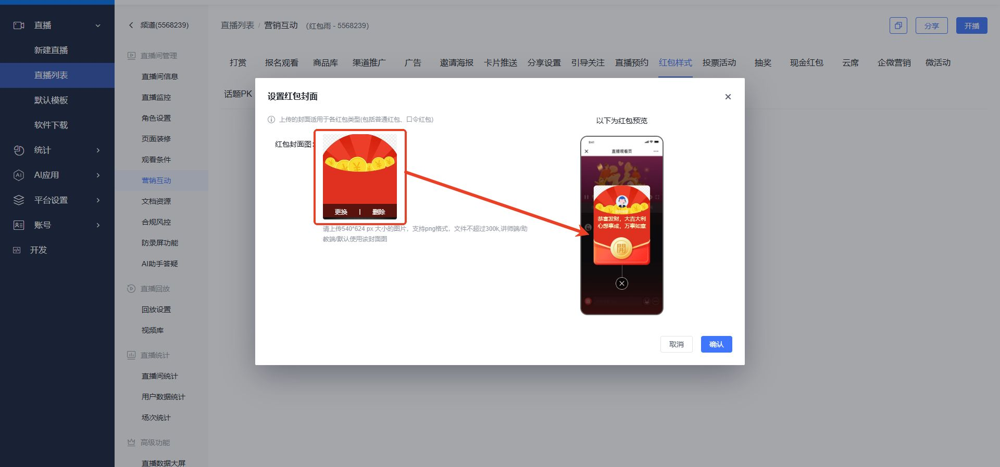 直播
新建直播
直播列表
默认模板
软件下载
统计
AI应用
平台设置
账号
开发
频道(5568239)
直播间管理
直播间信息
直播监控
角色设置
页面装修
观看条件
营销互动
文档资源
合规风控
防录屏功能
AI助手答疑
直播回放
回放设置
视频库
直播统计
直播间统计
用户数据统计
场次统计
高级功能
直播数据大屏
直播列表 / 营销互动 (红包雨 - 5568239)
分享
开播
打赏 报名观看 商品库 渠道推广 广告 邀请海报 卡片推送 分享设置 引导关注 直播预约 红包样式 投票活动 抽奖 现金红包 云席 企微营销 微活动
话题PK
设置红包封面
上传的封面适用于各红包类型(包括普通红包、口令红包)
红包封面图:
更换 | 删除
请上传540*624 px 大小的图片，支持png格式，文件不超过300k,讲师端/助
教端/默认使用该封面图
以下为红包预览
9:41
直播观看页
恭喜发财，大吉大利
心想事成，万事如意
開
取消
确认